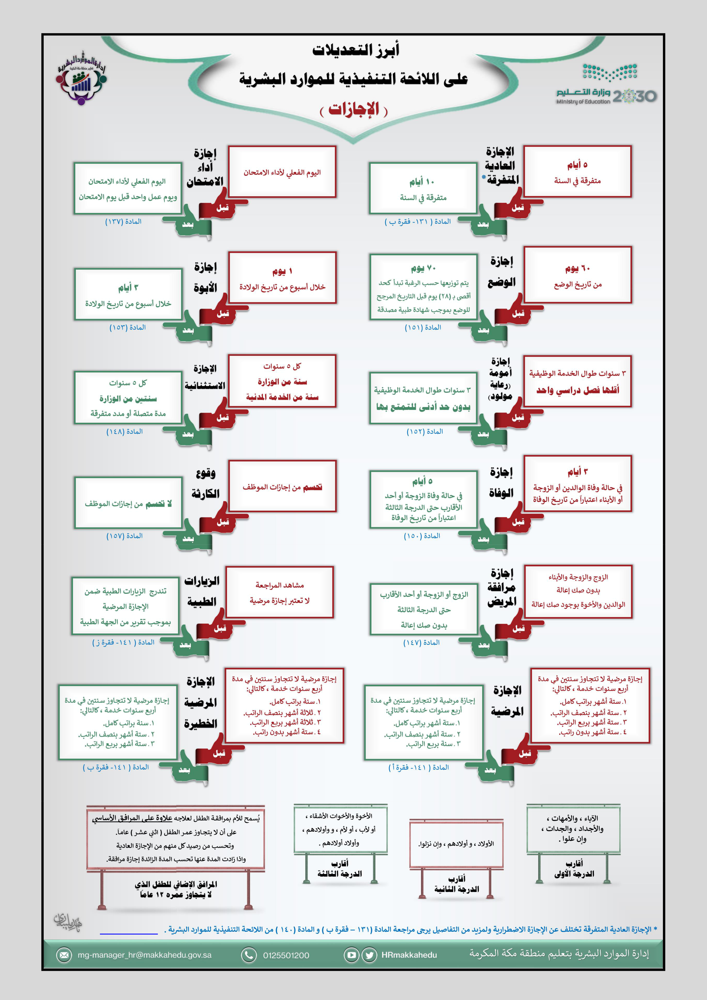 أبرز التعديلات
على اللائحة التنفيذية للموارد البشرية
( الإجازات )
وزارة التعـــليم
Ministry of Education
2030
إدارة الموارد البشرية
تعليم منطقة مكة المكرمة
الإجازة
العادية
المتفرقة*
٥ أيام
متفرقة في السنة
قبل
١٠ أيام
متفرقة في السنة
بعد
المادة ( ١٣١- فقرة ب )
إجازة
أداء
الامتحان
اليوم الفعلي لأداء الامتحان
قبل
اليوم الفعلي لأداء الامتحان
ويوم عمل واحد قبل يوم الامتحان
بعد
المادة (١٣٧)
إجازة
الوضع
٦٠ يوم
من تاريخ الوضع
قبل
٧٠ يوم
يتم توزيعها حسب الرغبة تبدأ كحد
أقصى بـ (٢٨) يوم قبل التاريخ المرجح
للوضع بموجب شهادة طبية مصدقة
بعد
المادة (١٥١)
إجازة
الأبوة
١ يوم
خلال أسبوع من تاريخ الولادة
قبل
٣ أيام
خلال أسبوع من تاريخ الولادة
بعد
المادة (١٥٣)
إجازة
أمومة
(رعاية
مولود)
٣ سنوات طوال الخدمة الوظيفية
أقلها فصل دراسي واحد
قبل
٣ سنوات طوال الخدمة الوظيفية
بدون حد أدنى للتمتع بها
بعد
المادة (١٥٢)
الإجازة
الاستثنائية
كل ٥ سنوات
سنة من الوزارة
سنة من الخدمة المدنية
قبل
كل ٥ سنوات
سنتين من الوزارة
مدة متصلة أو مدد متفرقة
بعد
المادة (١٤٨)
إجازة
الوفاة
٣ أيام
في حالة وفاة الوالدين أو الزوجة
أو الأبناء اعتباراً من تاريخ الوفاة
قبل
٥ أيام
في حالة وفاة الزوجة أو أحد
الأقارب حتى الدرجة الثالثة
اعتباراً من تاريخ الوفاة
بعد
المادة (١٥٠)
وقوع
الكارثة
تحسم من إجازات الموظف
قبل
لا تحسم من إجازات الموظف
بعد
المادة (١٥٧)
إجازة
مرافقة
المريض
الزوج والزوجة والأبناء
بدون صك إعالة
الوالدين والأخوة بوجود صك إعالة
قبل
الزوج أو الزوجة أو أحد الأقارب
حتى الدرجة الثالثة
بدون صك إعالة
بعد
المادة (١٤٧)
الزيارات
الطبية
مشاهد المراجعة
لا تعتبر إجازة مرضية
قبل
تندرج الزيارات الطبية ضمن
الإجازة المرضية
بموجب تقرير من الجهة الطبية
بعد
المادة ( ١٤١- فقرة ز )
الإجازة
المرضية
إجازة مرضية لا تتجاوز سنتين في مدة
أربع سنوات خدمة ، كالتالي:
١. ستة أشهر براتب كامل.
٢. ستة أشهر بنصف الراتب.
٣. ستة أشهر بربع الراتب.
٤. ستة أشهر بدون راتب.
قبل
إجازة مرضية لا تتجاوز سنتين في مدة
أربع سنوات خدمة ، كالتالي:
١. ستة أشهر براتب كامل.
٢. ستة أشهر بنصف الراتب.
٣. سنة بربع الراتب.
بعد
المادة ( ١٤١- فقرة أ )
الإجازة
المرضية
الخطيرة
إجازة مرضية لا تتجاوز سنتين في مدة
أربع سنوات خدمة ، كالتالي:
١. سنة براتب كامل.
٢. ثلاثة أشهر بنصف الراتب.
٣. ثلاثة أشهر بربع الراتب.
٤. ستة أشهر بدون راتب.
قبل
إجازة مرضية لا تتجاوز سنتين في مدة
أربع سنوات خدمة ، كالتالي:
١. سنة براتب كامل.
٢. ستة أشهر بنصف الراتب.
٣. ستة أشهر بربع الراتب.
بعد
المادة ( ١٤١- فقرة ب )
الآباء ، والأمهات ،
والأجداد ، والجدات ،
وإن علوا .
أقارب
الدرجة الأولى
الأولاد ، و أولادهم ، وإن نزلوا.
أقارب
الدرجة الثانية
الأخوة والأخوات الأشقاء ،
أو لأب ، أو لأم ، و وأولادهم ،
وأولاد أولادهم .
أقارب
الدرجة الثالثة
يُسمح للأم بمرافقة الطفل لعلاجه علاوة على المرافق الأساسي
على أن لا يتجاوز عمر الطفل ( اثني عشر ) عاماً.
وتحسب من رصيد كل منهم من الإجازة العادية
واذا زادت المدة عنها تحسب المدة الزائدة إجازة مرافقة.
المرافق الإضافي للطفل الذي
لا يتجاوز عمره ١٢ عاماً
* الإجازة العادية المتفرقة تختلف عن الإجازة الاضطرارية ولمزيد من التفاصيل يرجى مراجعة المادة (١٣١ – فقرة ب ) و المادة (١٤٠ ) من اللائحة التنفيذية للموارد البشرية .
إدارة الموارد البشرية بتعليم منطقة مكة المكرمة
HRmakkahedu
0125501200
mg-manager_hr@makkahedu.gov.sa